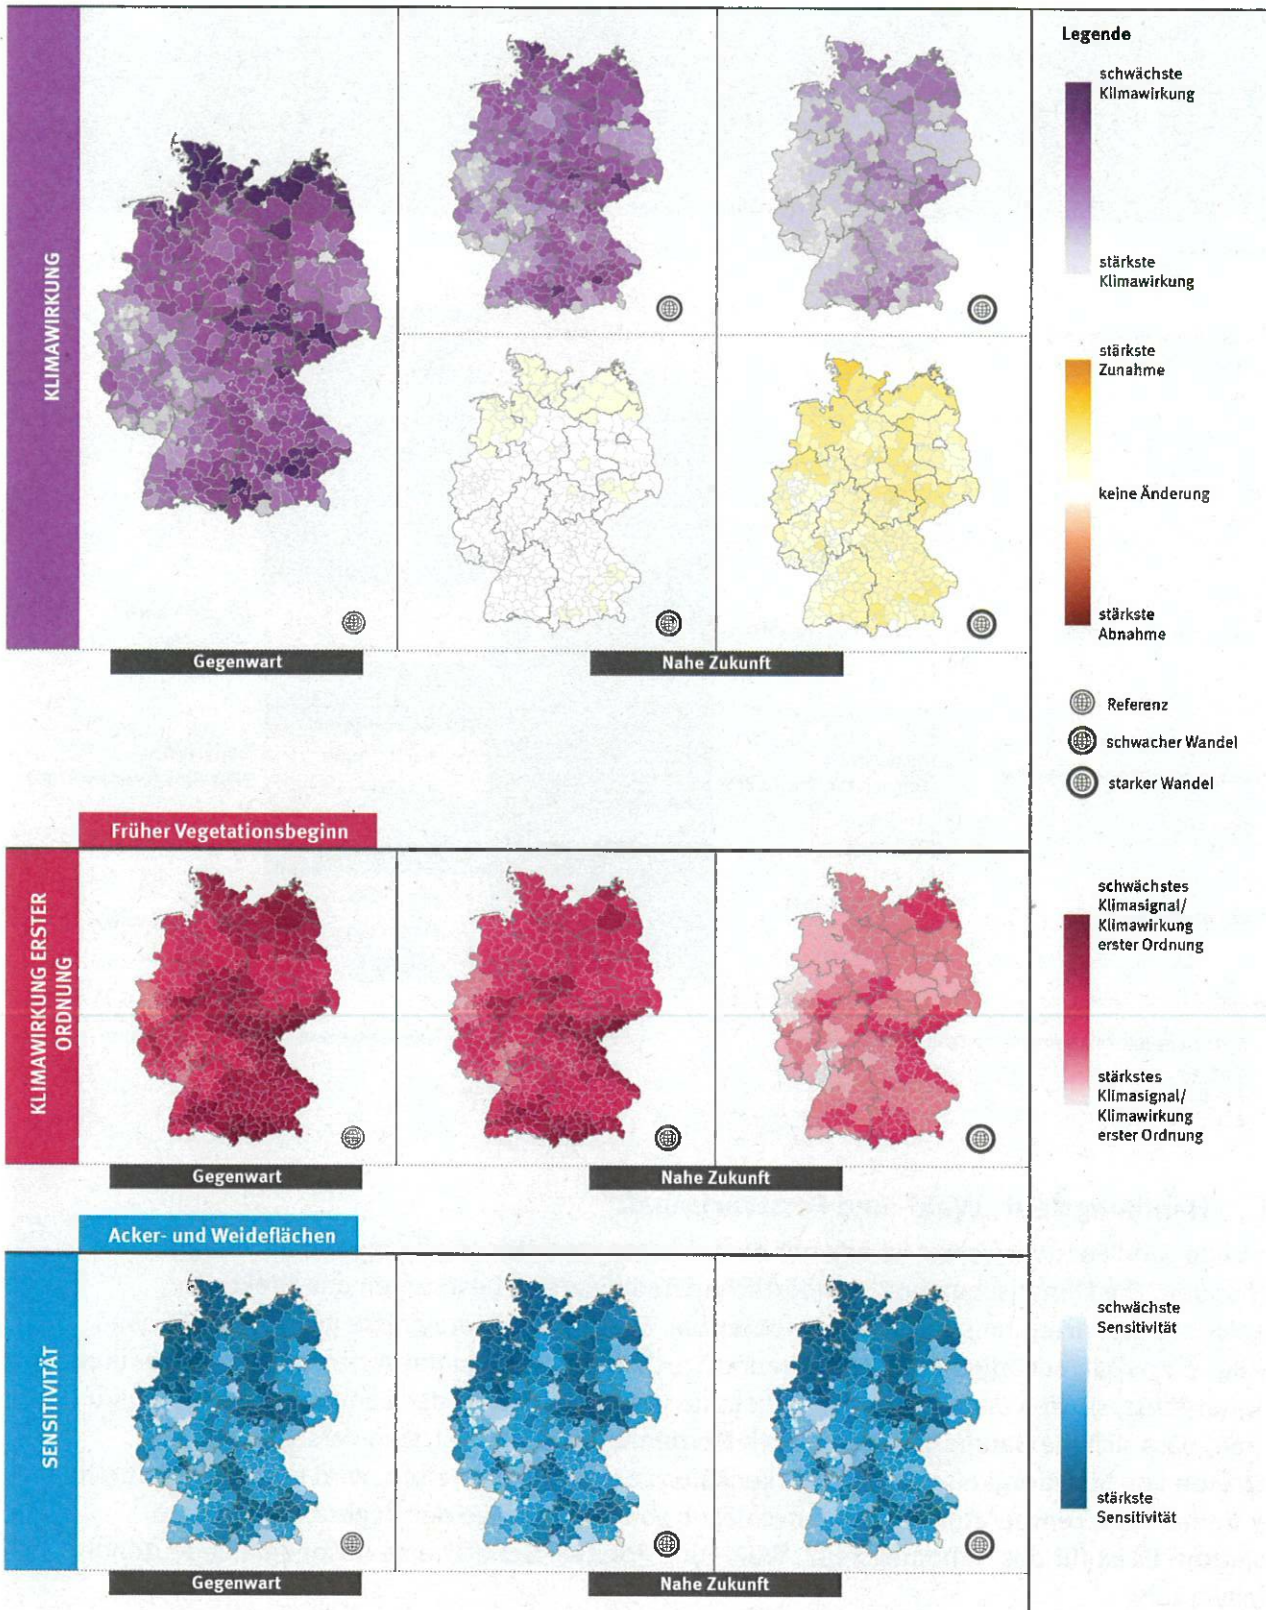 KLIMAWIRKUNG
Gegenwart
Nahe Zukunft
Legende
schwächste
Klimawirkung
stärkste
Klimawirkung
stärkste
Zunahme
keine Änderung
stärkste
Abnahme
Referenz
schwacher Wandel
starker Wandel
Früher Vegetationsbeginn
KLIMAWIRKUNG ERSTER
ORDNUNG
Gegenwart
Nahe Zukunft
schwächstes
Klimasignal/
Klimawirkung
erster Ordnung
stärkstes
Klimasignal/
Klimawirkung
erster Ordnung
Acker- und Weideflächen
SENSITIVITÄT
Gegenwart
Nahe Zukunft
schwächste
Sensitivität
stärkste
Sensitivität